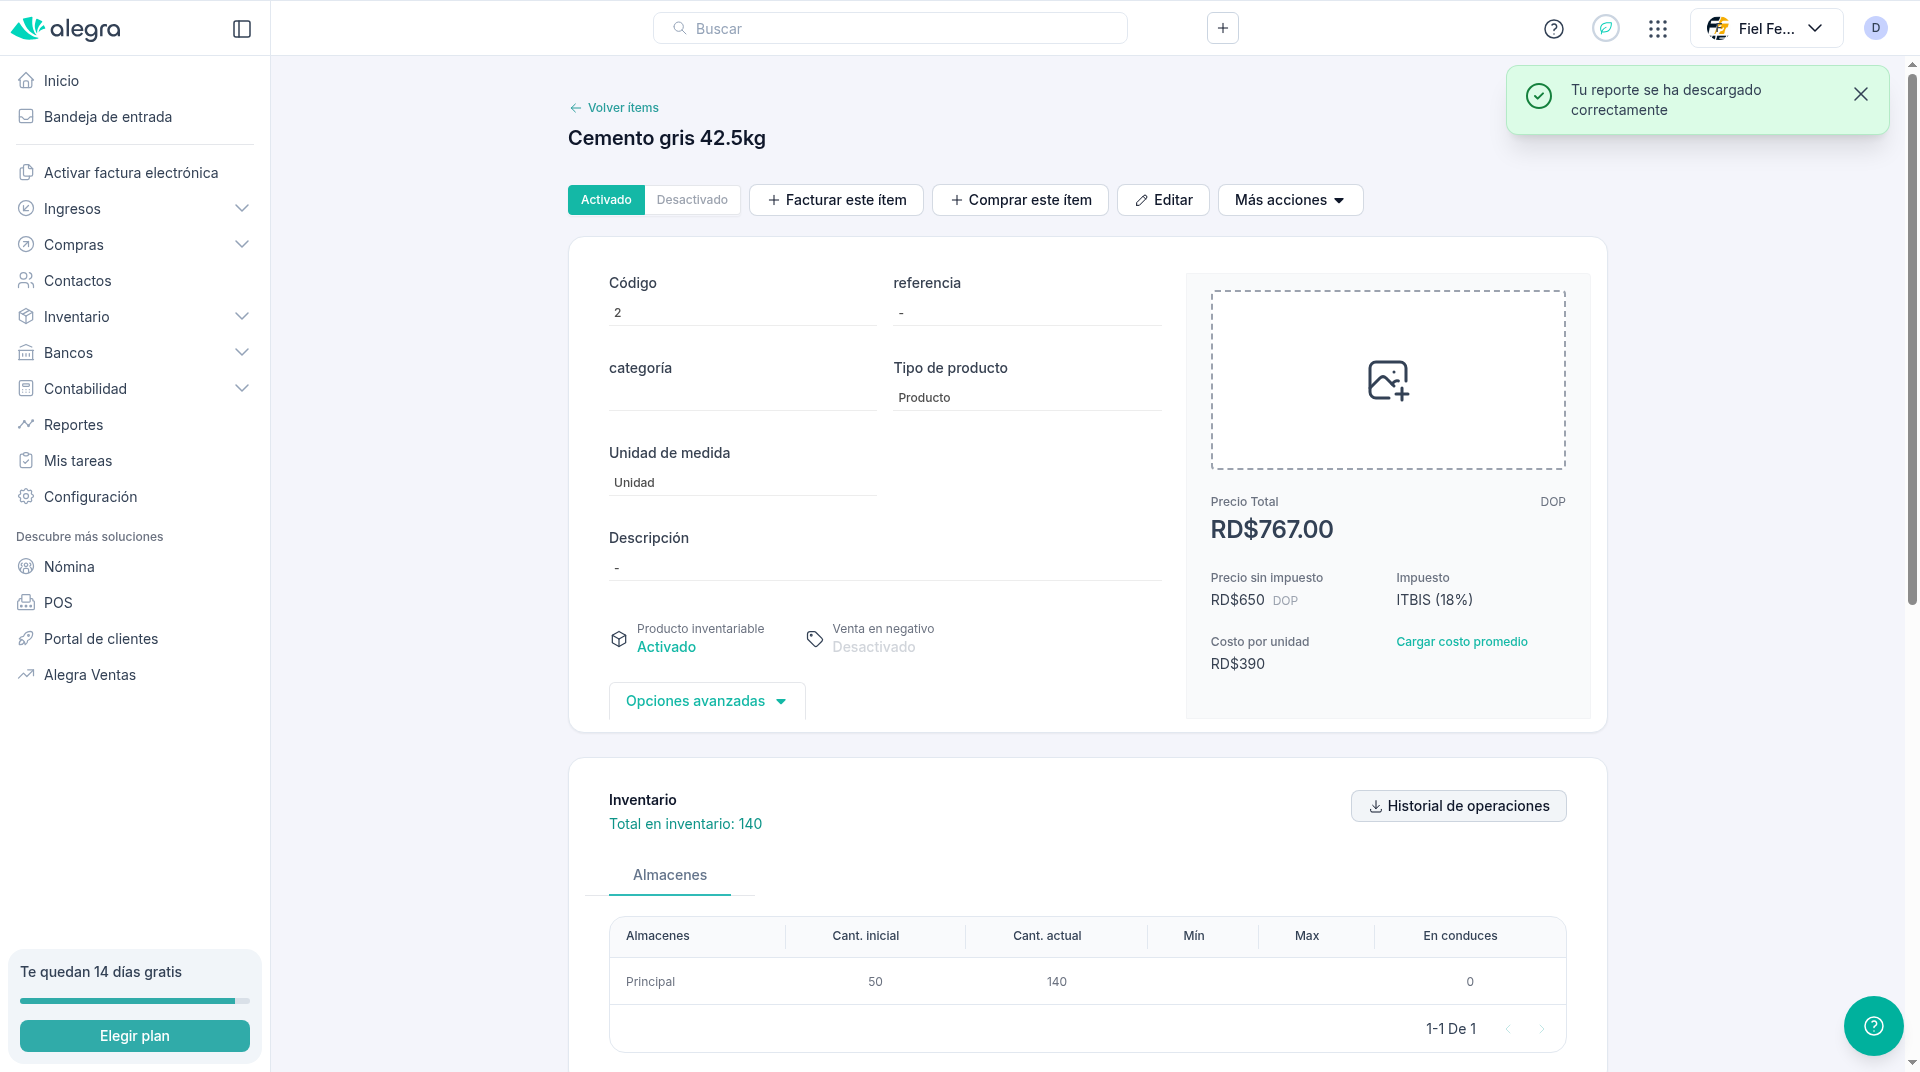 alegra
Buscar
Fiel Fe...
D
Inicio
Bandeja de entrada
Activar factura electrónica
Ingresos
Compras
Contactos
Inventario
Bancos
Contabilidad
Reportes
Mis tareas
Configuración
Descubre más soluciones
Nómina
POS
Portal de clientes
Alegra Ventas
Te quedan 14 días gratis
Elegir plan
Tu reporte se ha descargado
correctamente
Volver ítems
Cemento gris 42.5kg
Activado Desactivado Facturar este ítem Comprar este ítem Editar Más acciones
Código referencia
2 -
categoría Tipo de producto
Producto
Unidad de medida
Unidad
Descripción
-
Producto inventariable Venta en negativo
Activado Desactivado
Opciones avanzadas
Precio Total DOP
RD$767.00
Precio sin impuesto Impuesto
RD$650 DOP ITBIS (18%)
Costo por unidad Cargar costo promedio
RD$390
Inventario
Total en inventario: 140
Historial de operaciones
Almacenes
Almacenes Cant. inicial Cant. actual Mín Max En conduces
Principal 50 140 0
1-1 De 1